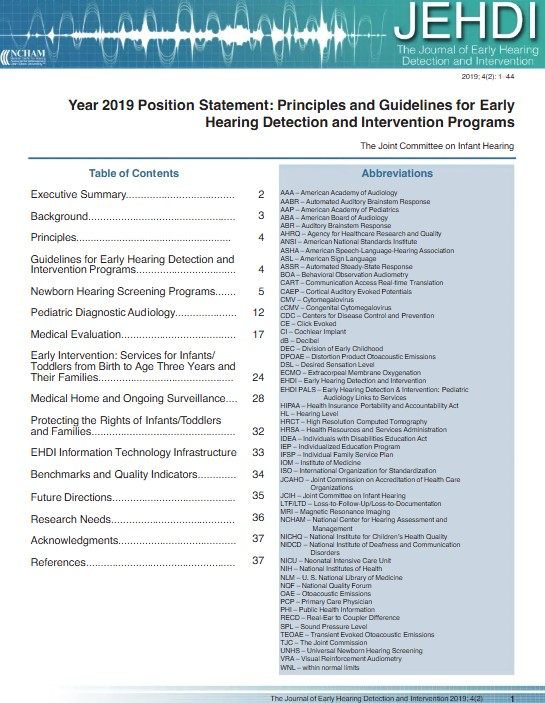 JEHDI
The Journal of Early Hearing
Detection and Intervention
NCHAM
2019; 4(2): 1–44
Year 2019 Position Statement: Principles and Guidelines for Early
Hearing Detection and Intervention Programs
The Joint Committee on Infant Hearing
Table of Contents
Executive Summary.................................... 2
Background................................................. 3
Principles.................................................... 4
Guidelines for Early Hearing Detection and
Intervention Programs................................. 4
Newborn Hearing Screening Programs....... 5
Pediatric Diagnostic Audiology.................... 12
Medical Evaluation...................................... 17
Early Intervention: Services for Infants/
Toddlers from Birth to Age Three Years and
Their Families............................................. 24
Medical Home and Ongoing Surveillance.... 28
Protecting the Rights of Infants/Toddlers
and Families................................................ 32
EHDI Information Technology Infrastructure 33
Benchmarks and Quality Indicators............. 34
Future Directions......................................... 35
Research Needs.......................................... 36
Acknowledgments....................................... 37
References.................................................. 37
Abbreviations
AAA – American Academy of Audiology
AABR – Automated Auditory Brainstem Response
AAP – American Academy of Pediatrics
ABA – American Board of Audiology
ABR – Auditory Brainstem Response
AHRQ – Agency for Healthcare Research and Quality
ANSI – American National Standards Institute
ASHA – American Speech-Language-Hearing Association
ASL – American Sign Language
ASSR – Automated Steady-State Response
BOA – Behavioral Observation Audiometry
CART – Communication Access Real-time Translation
CAEP – Cortical Auditory Evoked Potentials
CMV – Cytomegalovirus
cCMV – Congenital Cytomegalovirus
CDC – Centers for Disease Control and Prevention
CE – Click Evoked
CI – Cochlear Implant
dB – Decibel
DEC – Division of Early Childhood
DPOAE – Distortion Product Otoacoustic Emissions
DSL – Desired Sensation Level
ECMO – Extracorporeal Membrane Oxygenation
EHDI – Early Hearing Detection and Intervention
EHDI PALS – Early Hearing Detection & Intervention: Pediatric
Audiology Links to Services
HIPAA – Health Insurance Portability and Accountability Act
HL – Hearing Level
HRCT – High Resolution Computed Tomography
HRSA – Health Resources and Services Administration
IDEA – Individuals with Disabilities Education Act
IEP – Individualized Education Program
IFSP – Individual Family Service Plan
IOM – Institute of Medicine
ISO – International Organization for Standardization
JCAHO – Joint Commission on Accreditation of Health Care
Organizations
JCIH – Joint Committee on Infant Hearing
LTF/LTD – Loss-to-Follow-Up/Loss-to-Documentation
MRI – Magnetic Resonance Imaging
NCHAM – National Center for Hearing Assessment and
Management
NICHQ – National Institute for Children's Health Quality
NIDCD – National Institute of Deafness and Communication
Disorders
NICU – Neonatal Intensive Care Unit
NIH – National Institutes of Health
NLM – U. S. National Library of Medicine
NQF – National Quality Forum
OAE – Otoacoustic Emissions
PCP – Primary Care Physician
PHI – Public Health Information
RECD – Real-Ear to Coupler Difference
SPL – Sound Pressure Level
TEOAE – Transient Evoked Otoacoustic Emissions
TJC – The Joint Commission
UNHS – Universal Newborn Hearing Screening
VRA – Visual Reinforcement Audiometry
WNL – within normal limits
The Journal of Early Hearing Detection and Intervention 2019; 4(2) 1